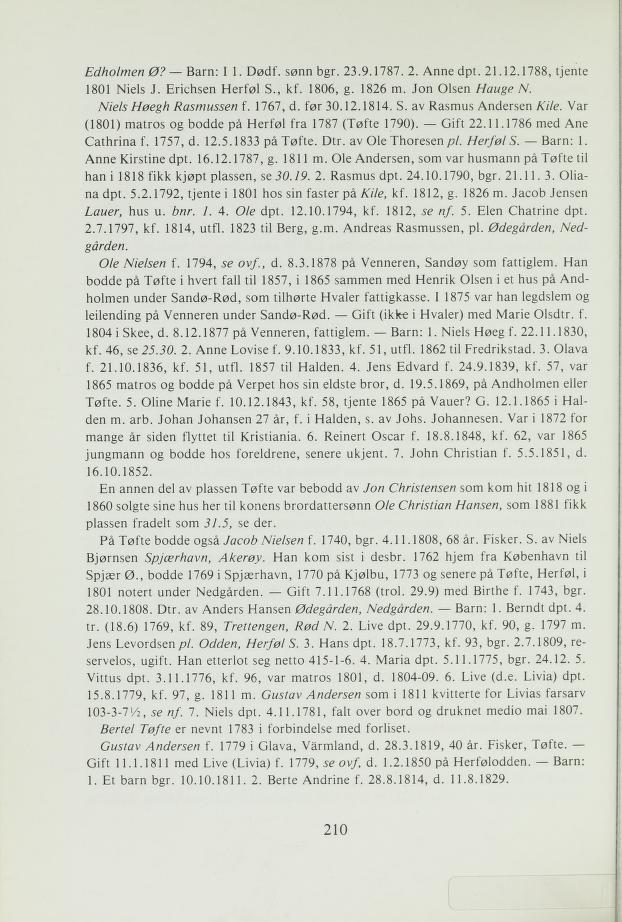 Edholmen Ø? — Barn: I 1. Dødf. sønn bgr. 23.9.1787. 2. Anne dpt. 21.12.1788, tjente
1801 Niels J. Erichsen Herføl S., kf. 1806, g. 1826 m. Jon Olsen Hauge N.
Niels Høegh Rasmussen f. 1767, d. før 30.12.1814. S. av Rasmus Andersen Kile. Var
(1801) matros og bodde på Herføl fra 1787 (Tøfte 1790). — Gift 22.11.1786 med Ane
Cathrina f. 1757, d. 12.5.1833 på Tøfte. Dtr. av Ole Thoresen pl. Herføl S. — Barn: 1.
Anne Kirstine dpt. 16.12.1787, g. 1811 m. Ole Andersen, som var husmann på Tøfte til
han i 1818 fikk kjøpt plassen, se 30.19. 2. Rasmus dpt. 24.10.1790, bgr. 21.11. 3. Olia-
na dpt. 5.2.1792, tjente i 1801 hos sin faster på Kile, kf. 1812, g. 1826 m. Jacob Jensen
Lauer, hus u. bnr. 1. 4. Ole dpt. 12.10.1794, kf. 1812, se nf. 5. Elen Chatrine dpt.
2.7.1797, kf. 1814, utfl. 1823 til Berg, g.m. Andreas Rasmussen, pl. Ødegården, Ned-
gården.
Ole Nielsen f. 1794, se ovf., d. 8.3.1878 på Venneren, Sandøy som fattiglem. Han
bodde på Tøfte i hvert fall til 1857, i 1865 sammen med Henrik Olsen i et hus på And-
holmen under Sandø-Rød, som tilhørte Hvaler fattigkasse. I 1875 var han legdslem og
leilending på Venneren under Sandø-Rød. — Gift (ikke i Hvaler) med Marie Olsdtr. f.
1804 i Skee, d. 8.12.1877 på Venneren, fattiglem. — Barn: 1. Niels Høeg f. 22.11.1830,
kf. 46, se 25.30. 2. Anne Lovise f. 9.10.1833, kf. 51, utfl. 1862 til Fredrikstad. 3. Olava
f. 21.10.1836, kf. 51, utfl. 1857 til Halden. 4. Jens Edvard f. 24.9.1839, kf. 57, var
1865 matros og bodde på Verpet hos sin eldste bror, d. 19.5.1869, på Andholmen eller
Tøfte. 5. Oline Marie f. 10.12.1843, kf. 58, tjente 1865 på Vauer? G. 12.1.1865 i Hal-
den m. arb. Johan Johansen 27 år, f. i Halden, s. av Johs. Johannesen. Var i 1872 for
mange år siden flyttet til Kristiania. 6. Reinert Oscar f. 18.8.1848, kf. 62, var 1865
jungmann og bodde hos foreldrene, senere ukjent. 7. John Christian f. 5.5.1851, d.
16.10.1852.
En annen del av plassen Tøfte var bebodd av Jon Christensen som kom hit 1818 og i
1860 solgte sine hus her til konens brordattersønn Ole Christian Hansen, som 1881 fikk
plassen fradelt som 31.5, se der.
På Tøfte bodde også Jacob Nielsen f. 1740, bgr. 4.11.1808, 68 år. Fisker. S. av Niels
Bjørnsen Spjærhavn, Akerøy. Han kom sist i desbr. 1762 hjem fra København til
Spjær Ø., bodde 1769 i Spjærhavn, 1770 på Kjølbu, 1773 og senere på Tøfte, Herføl, i
1801 notert under Nedgården. — Gift 7.11.1768 (trol. 29.9) med Birthe f. 1743, bgr.
28.10.1808. Dtr. av Anders Hansen Ødegården, Nedgården. — Barn: 1. Berndt dpt. 4.
tr. (18.6) 1769, kf. 89, Trettengen, Rød N. 2. Live dpt. 29.9.1770, kf. 90, g. 1797 m.
Jens Levordsen pl. Odden, Herføl S. 3. Hans dpt. 18.7.1773, kf. 93, bgr. 2.7.1809, re-
servelos, ugift. Han etterlot seg netto 415-1-6. 4. Maria dpt. 5.11.1775, bgr. 24.12. 5.
Vittus dpt. 3.11.1776, kf. 96, var matros 1801, d. 1804-09. 6. Live (d.e. Livia) dpt.
15.8.1779, kf. 97, g. 1811 m. Gustav Andersen som i 1811 kvitterte for Livias farsarv
103-3-7½, se nf. 7. Niels dpt. 4.11.1781, falt over bord og druknet medio mai 1807.
Bertel Tøfte er nevnt 1783 i forbindelse med forliset.
Gustav Andersen f. 1779 i Glava, Värmland, d. 28.3.1819, 40 år. Fisker, Tøfte. —
Gift 11.1.1811 med Live (Livia) f. 1779, se ovf, d. 1.2.1850 på Herfølodden. — Barn:
1. Et barn bgr. 10.10.1811. 2. Berte Andrine f. 28.8.1814, d. 11.8.1829.
210